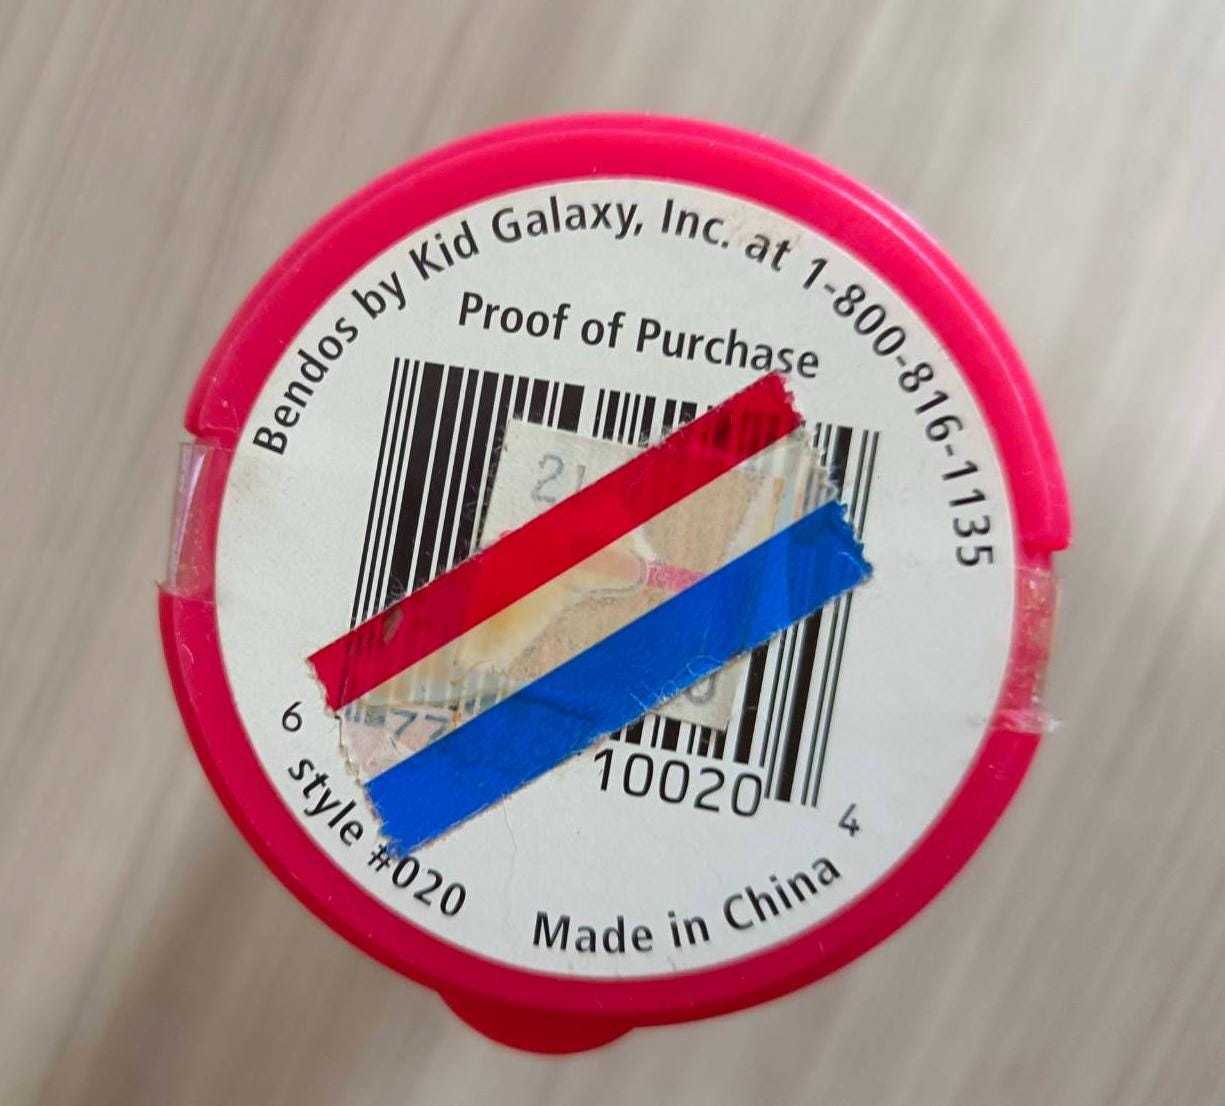 Bendos by Kid Galaxy, Inc. at 1-800-816-1135
Proof of Purchase
6
10020
4
style #020
Made in China